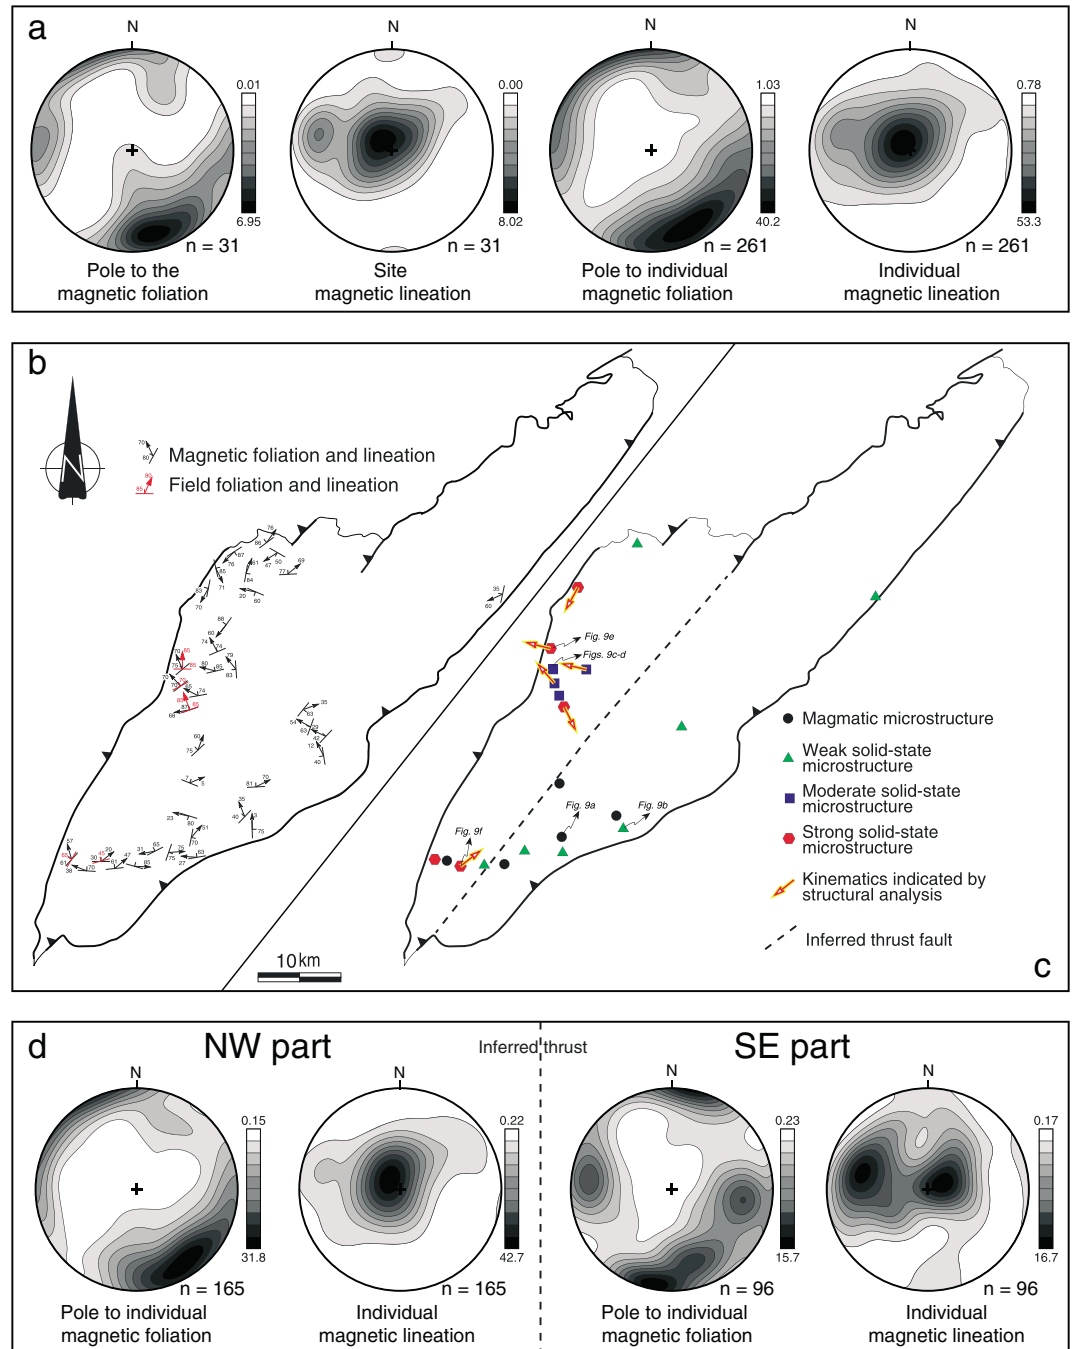 a
N
N
N
N
0.01
0.00
1.03
0.78
6.95
8.02
40.2
53.3
n = 31
n = 31
n = 261
n = 261
Pole to the
magnetic foliation
Site
magnetic lineation
Pole to individual
magnetic foliation
Individual
magnetic lineation
b
N
70
80
Magnetic foliation and lineation
90
85
Field foliation and lineation
10 km
Fig. 9e
Figs. 9c-d
Fig. 9a
Fig. 9b
Fig. 9f
Magmatic microstructure
Weak solid-state
microstructure
Moderate solid-state
microstructure
Strong solid-state
microstructure
Kinematics indicated by
structural analysis
Inferred thrust fault
c
d
NW part
Inferred thrust
SE part
N
N
N
N
0.15
0.22
0.23
0.17
31.8
42.7
15.7
16.7
n = 165
n = 165
n = 96
n = 96
Pole to individual
magnetic foliation
Individual
magnetic lineation
Pole to individual
magnetic foliation
Individual
magnetic lineation